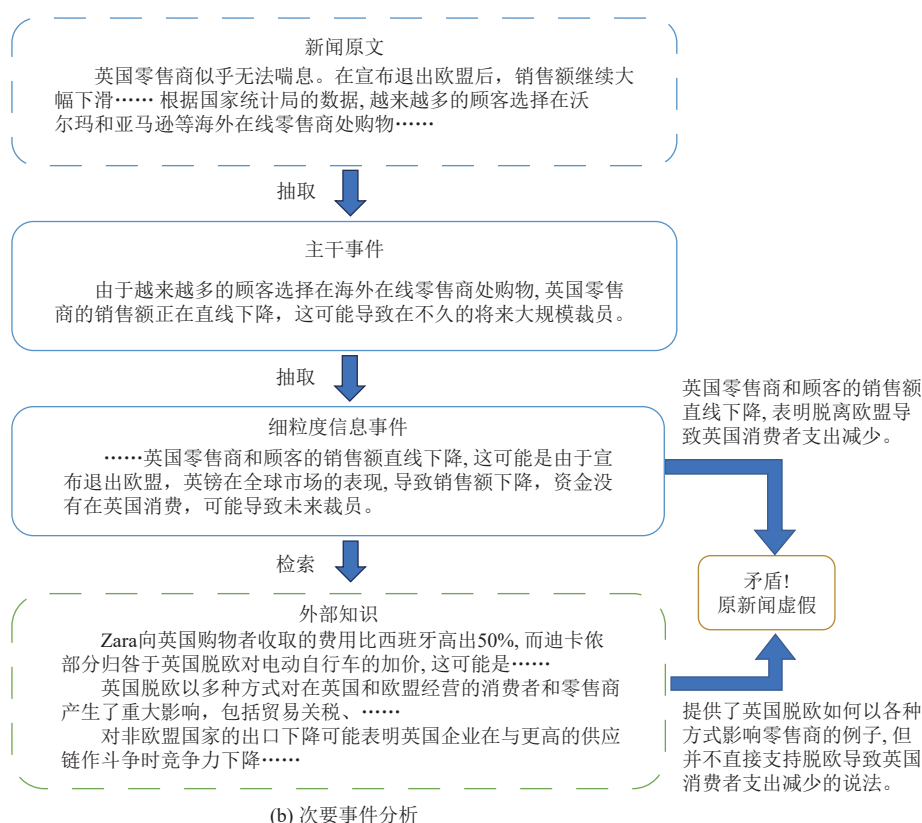 新闻原文
英国零售商似乎无法喘息。在宣布退出欧盟后，销售额继续大
幅下滑…… 根据国家统计局的数据, 越来越多的顾客选择在沃
尔玛和亚马逊等海外在线零售商处购物……
抽取
主干事件
由于越来越多的顾客选择在海外在线零售商处购物, 英国零售
商的销售额正在直线下降，这可能导致在不久的将来大规模裁员。
抽取
细粒度信息事件
……英国零售商和顾客的销售额直线下降, 这可能是由于宣
布退出欧盟，英镑在全球市场的表现, 导致销售额下降，资金没
有在英国消费，可能导致未来裁员。
检索
外部知识
Zara向英国购物者收取的费用比西班牙高出50%, 而迪卡侬
部分归咎于英国脱欧对电动自行车的加价, 这可能是……
英国脱欧以多种方式对在英国和欧盟经营的消费者和零售商
产生了重大影响，包括贸易关税、……
对非欧盟国家的出口下降可能表明英国企业在与更高的供应
链作斗争时竞争力下降……
英国零售商和顾客的销售额
直线下降, 表明脱离欧盟导
致英国消费者支出减少。
矛盾!
原新闻虚假
提供了英国脱欧如何以各种
方式影响零售商的例子, 但
并不直接支持脱欧导致英国
消费者支出减少的说法。
(b) 次要事件分析